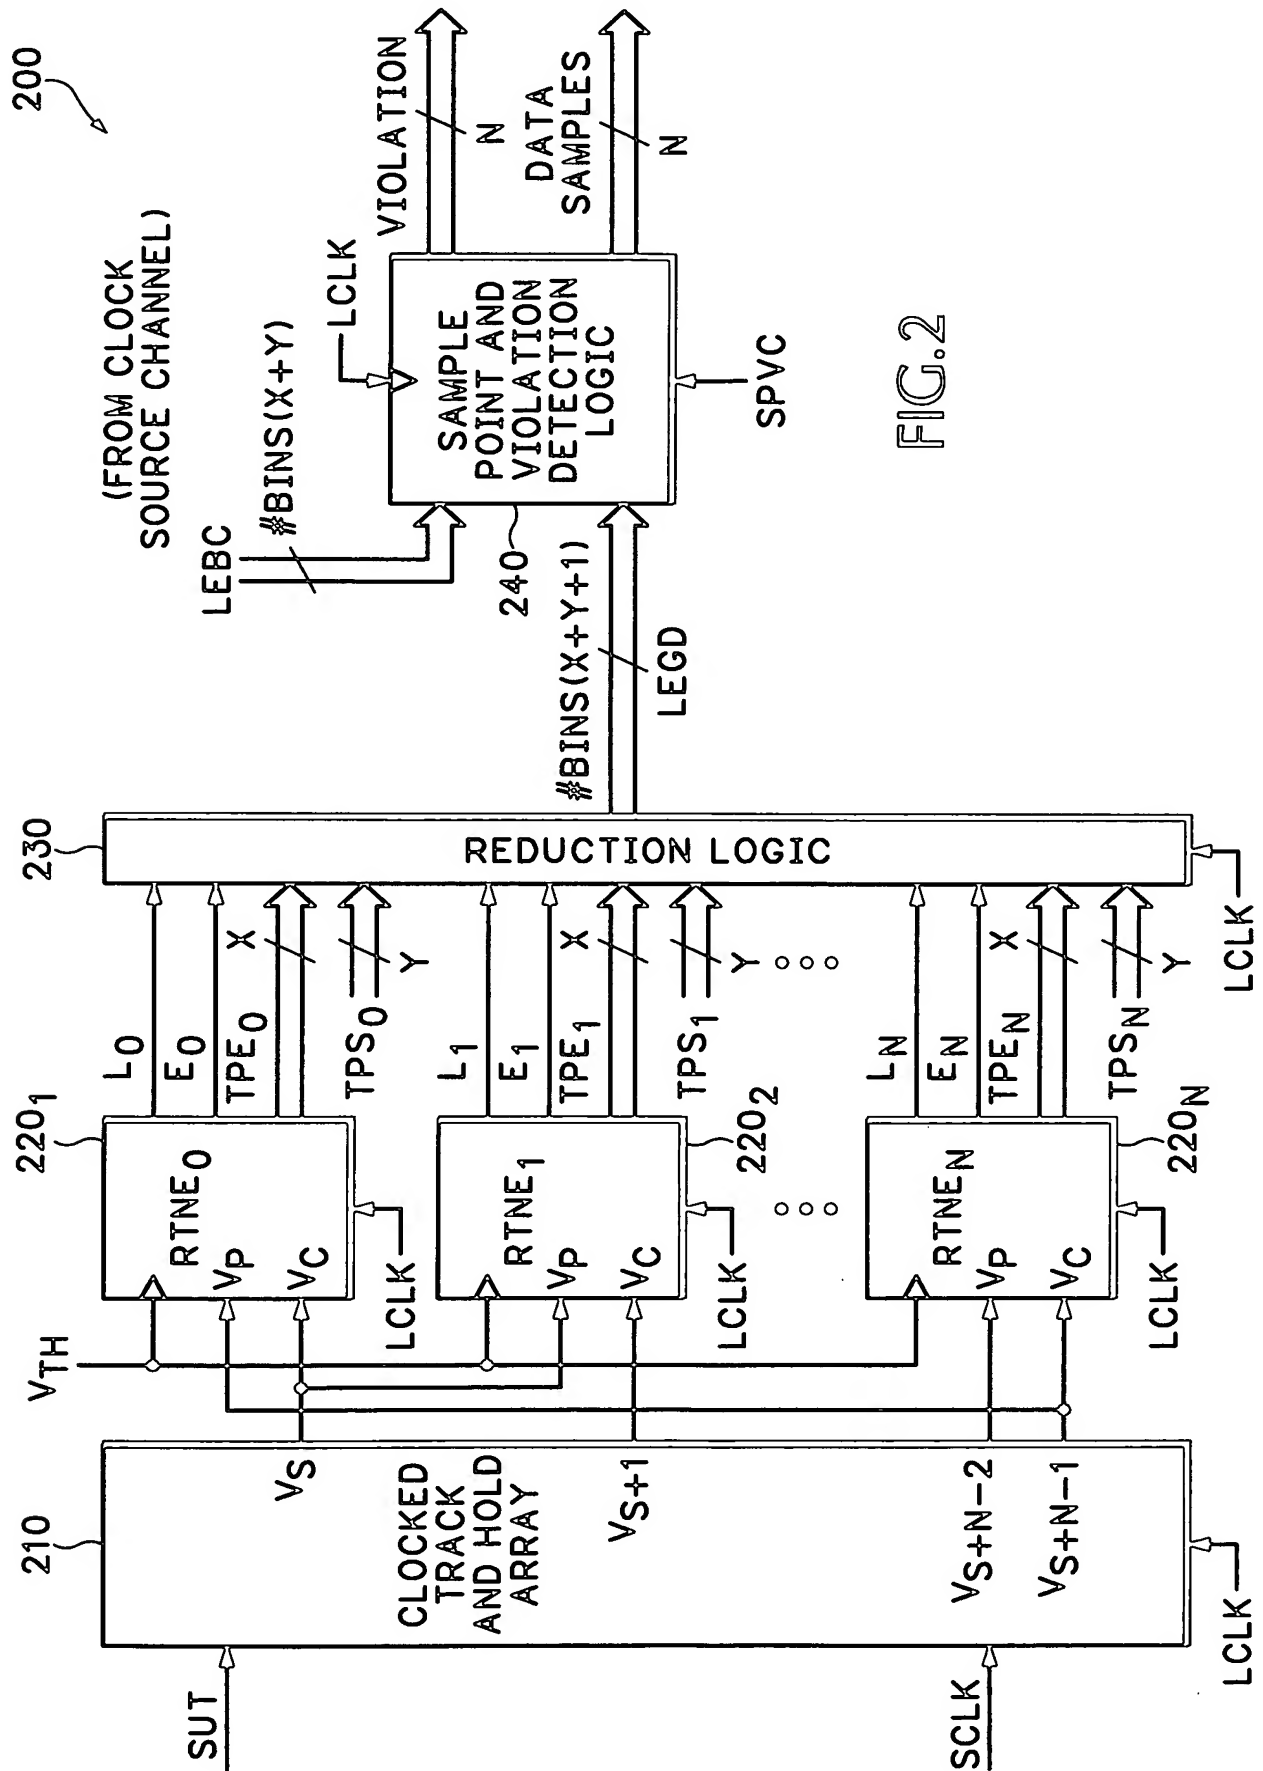 200
(FROM CLOCK
SOURCE CHANNEL)
LEBC
#BINS(X+Y)
LCLK
VIOLATION
N
DATA
SAMPLES
N
SAMPLE
POINT AND
VIOLATION
DETECTION
LOGIC
240
SPVC
#BINS(X+Y+1)
LEGD
FIG.2
230
REDUCTION LOGIC
LCLK
L0
E0
TPE0
X
TPS0
Y
L1
E1
TPE1
X
TPS1
Y
LN
EN
TPEN
X
TPSN
Y
2201
RTNE0
VP
VC
LCLK
2202
RTNE1
VP
VC
LCLK
220N
RTNEN
VP
VC
LCLK
VTH
210
VS
CLOCKED
TRACK
AND HOLD
ARRAY
VS+1
VS+N-2
VS+N-1
LCLK
SUT
SCLK